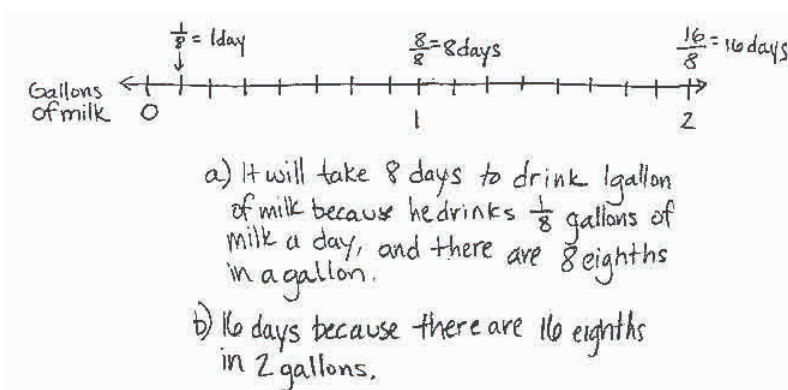 1/8 = 1day
8/8 = 8days
16/8 = 16days
Gallons
of milk
0
1
2
a) It will take 8 days to drink 1gallon
of milk because he drinks 1/8 gallons of
milk a day, and there are 8 eighths
in a gallon.
b) 16 days because there are 16 eighths
in 2 gallons.